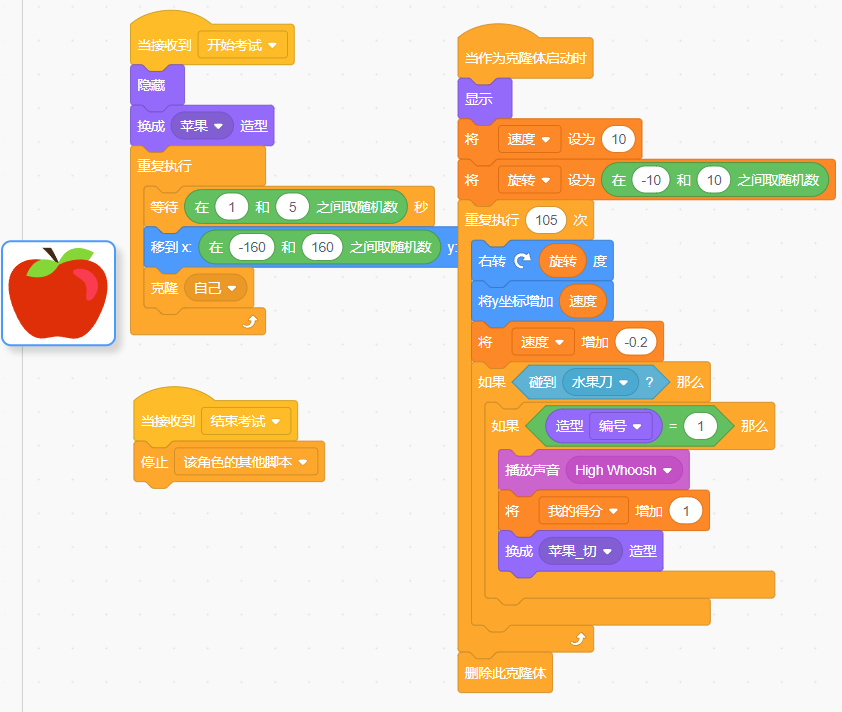 当接收到 开始考试
隐藏
换成 苹果 造型
重复执行
等待 在 1 和 5 之间取随机数 秒
移到 x: 在 -160 和 160 之间取随机数 y:
克隆 自己
当接收到 结束考试
停止 该角色的其他脚本
当作为克隆体启动时
显示
将 速度 设为 10
将 旋转 设为 在 -10 和 10 之间取随机数
重复执行 105 次
右转 旋转 度
将y坐标增加 速度
将 速度 增加 -0.2
如果 碰到 水果刀 ? 那么
如果 造型 编号 = 1 那么
播放声音 High Whoosh
将 我的得分 增加 1
换成 苹果_切 造型
删除此克隆体